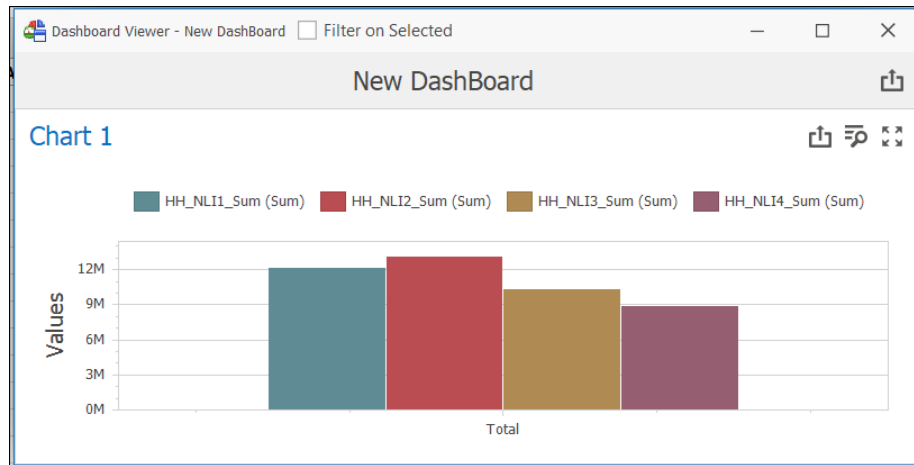 Dashboard Viewer - New DashBoard Filter on Selected
New DashBoard
Chart 1
HH_NLI1_Sum (Sum) HH_NLI2_Sum (Sum) HH_NLI3_Sum (Sum) HH_NLI4_Sum (Sum)
12M
9M
6M
3M
0M
Values
Total